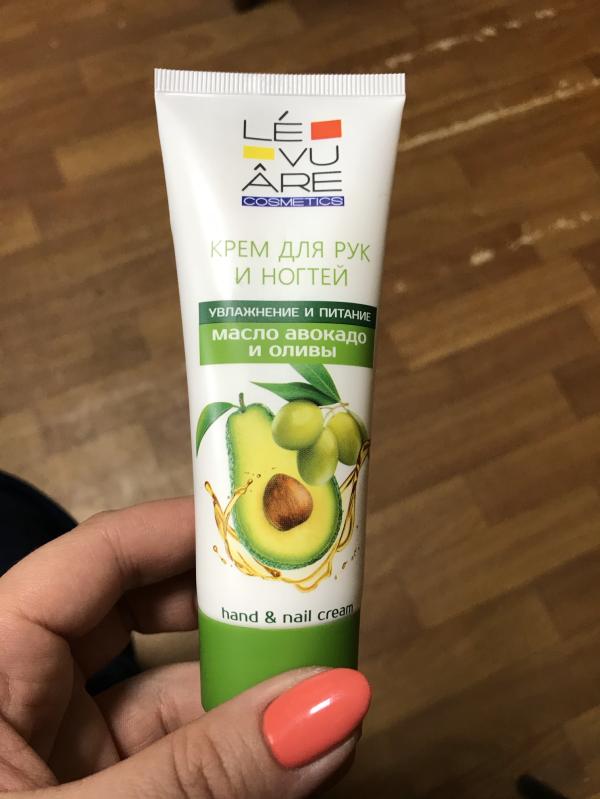 LÉ
VU
ÂRE
COSMETICS
КРЕМ ДЛЯ РУК
И НОГТЕЙ
УВЛАЖНЕНИЕ И ПИТАНИЕ
МАСЛО АВОКАДО
И ОЛИВЫ
hand & nail cream